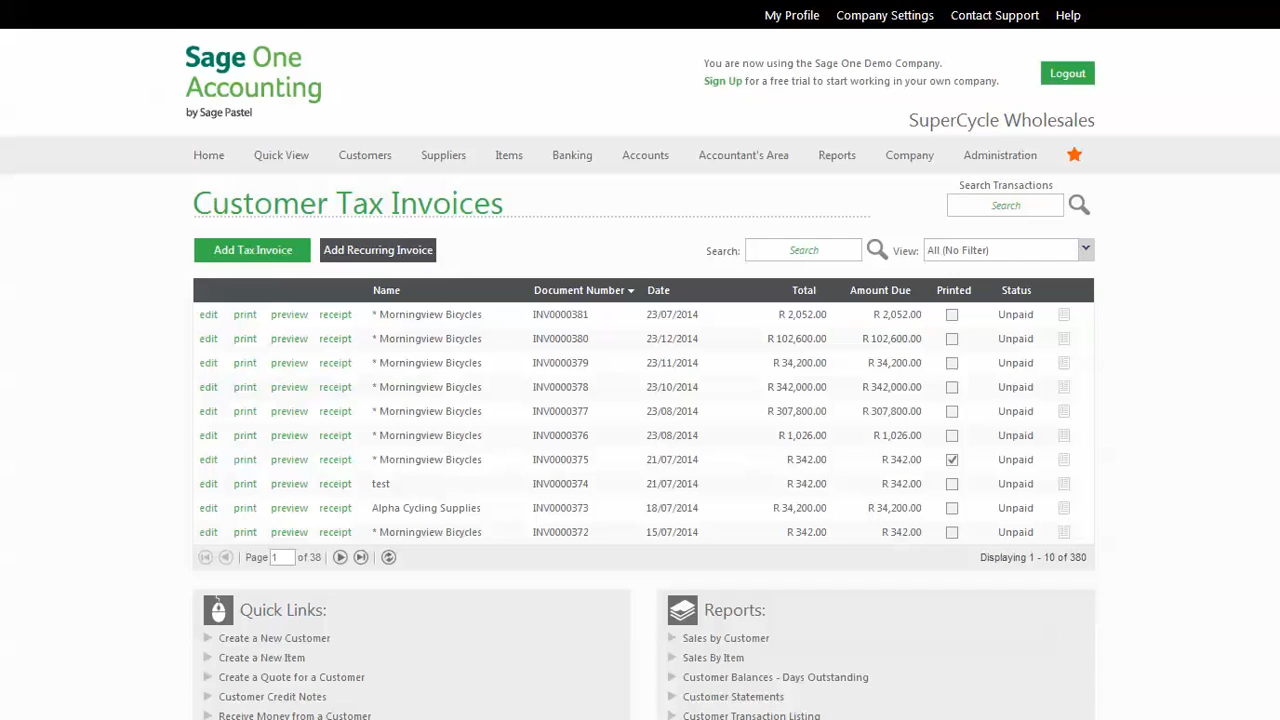 My Profile Company Settings Contact Support Help
Sage One
Accounting
by Sage Pastel
You are now using the Sage One Demo Company.
Sign Up for a free trial to start working in your own company.
Logout
SuperCycle Wholesales
Home Quick View Customers Suppliers Items Banking Accounts Accountant's Area Reports Company Administration
Customer Tax Invoices
Search Transactions
Search
Add Tax Invoice Add Recurring Invoice Search: Search View: All (No Filter)
Name Document Number Date Total Amount Due Printed Status
edit print preview receipt * Morningview Bicycles INV0000381 23/07/2014 R 2,052.00 R 2,052.00 Unpaid
edit print preview receipt * Morningview Bicycles INV0000380 23/12/2014 R 102,600.00 R 102,600.00 Unpaid
edit print preview receipt * Morningview Bicycles INV0000379 23/11/2014 R 34,200.00 R 34,200.00 Unpaid
edit print preview receipt * Morningview Bicycles INV0000378 23/10/2014 R 342,000.00 R 342,000.00 Unpaid
edit print preview receipt * Morningview Bicycles INV0000377 23/08/2014 R 307,800.00 R 307,800.00 Unpaid
edit print preview receipt * Morningview Bicycles INV0000376 23/08/2014 R 1,026.00 R 1,026.00 Unpaid
edit print preview receipt * Morningview Bicycles INV0000375 21/07/2014 R 342.00 R 342.00 Unpaid
edit print preview receipt test INV0000374 21/07/2014 R 342.00 R 342.00 Unpaid
edit print preview receipt Alpha Cycling Supplies INV0000373 18/07/2014 R 34,200.00 R 34,200.00 Unpaid
edit print preview receipt * Morningview Bicycles INV0000372 15/07/2014 R 342.00 R 342.00 Unpaid
Page 1 of 38 Displaying 1 - 10 of 380
Quick Links:
Create a New Customer
Create a New Item
Create a Quote for a Customer
Customer Credit Notes
Receive Money from a Customer
Reports:
Sales by Customer
Sales By Item
Customer Balances - Days Outstanding
Customer Statements
Customer Transaction Listing